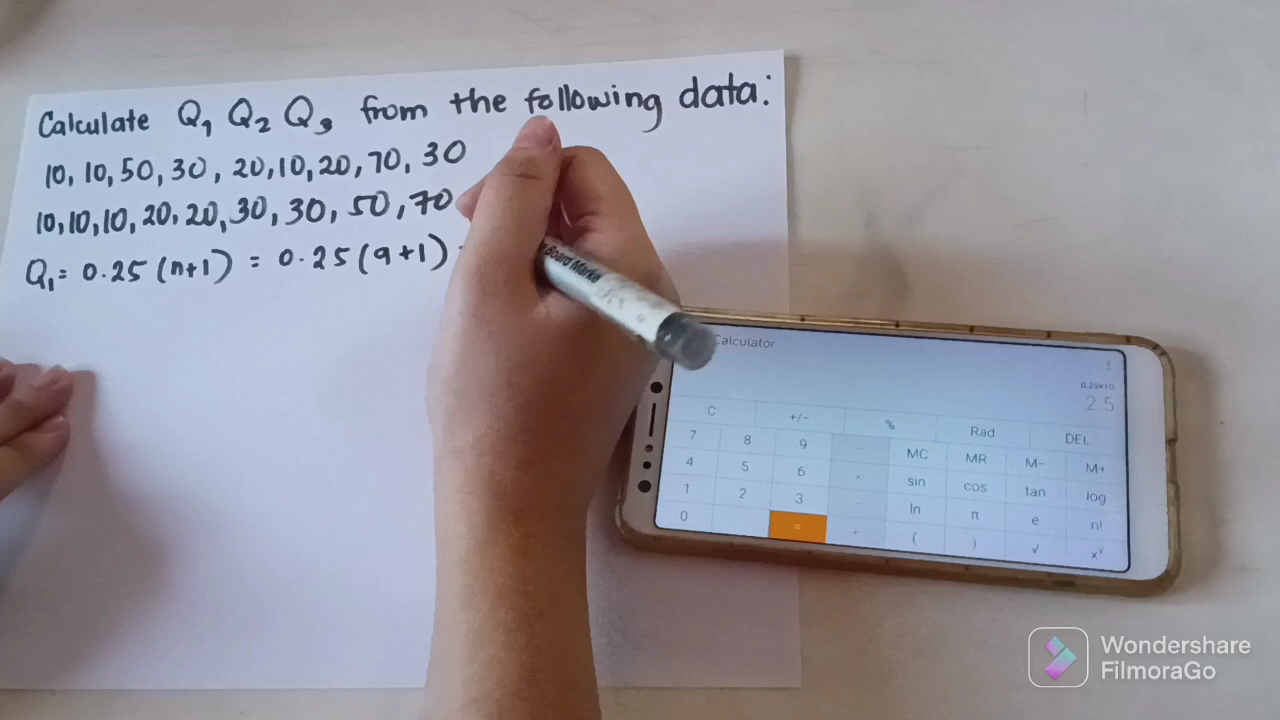 Calculate Q₁ Q₂ Q₃ from the following data:
10, 10, 50, 30, 20, 10, 20, 70, 30
10, 10, 10, 20, 20, 30, 30, 50, 70
Q₁= 0.25 (n+1) = 0.25 (9+1)
Board Marke
Calculator
0.25×10
2.5
C +/- % Rad DEL
7 8 9 MC MR M- M+
4 5 6 × sin cos tan log
1 2 3 ln π e n!
0 = ÷ ( ) √ xʸ
Wondershare
FilmoraGo